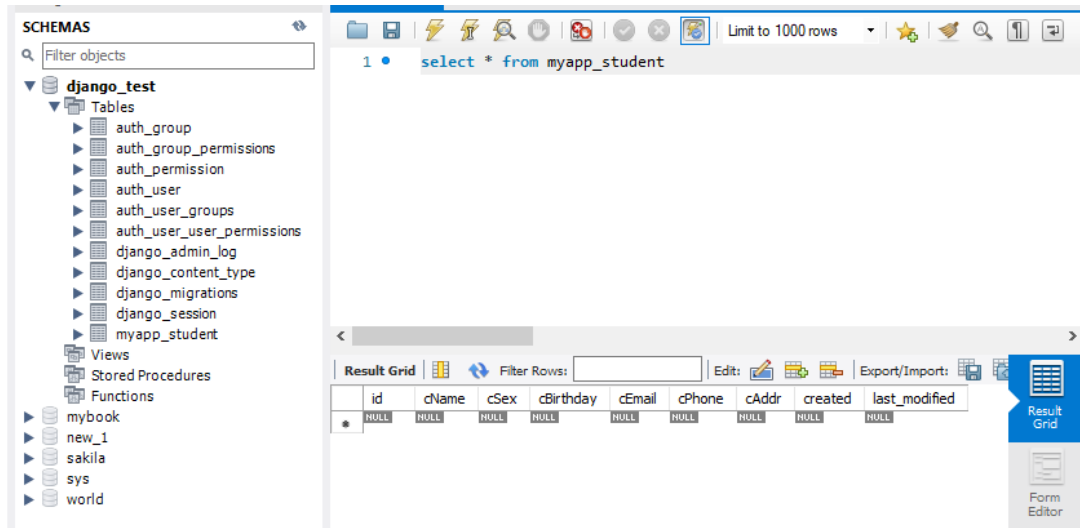 SCHEMAS
Filter objects
django_test
Tables
auth_group
auth_group_permissions
auth_permission
auth_user
auth_user_groups
auth_user_user_permissions
django_admin_log
django_content_type
django_migrations
django_session
myapp_student
Views
Stored Procedures
Functions
mybook
new_1
sakila
sys
world
Limit to 1000 rows
1 select * from myapp_student
Result Grid Filter Rows: Edit: Export/Import:
id cName cSex cBirthday cEmail cPhone cAddr created last_modified
NULL NULL NULL NULL NULL NULL NULL NULL NULL
Result
Grid
Form
Editor